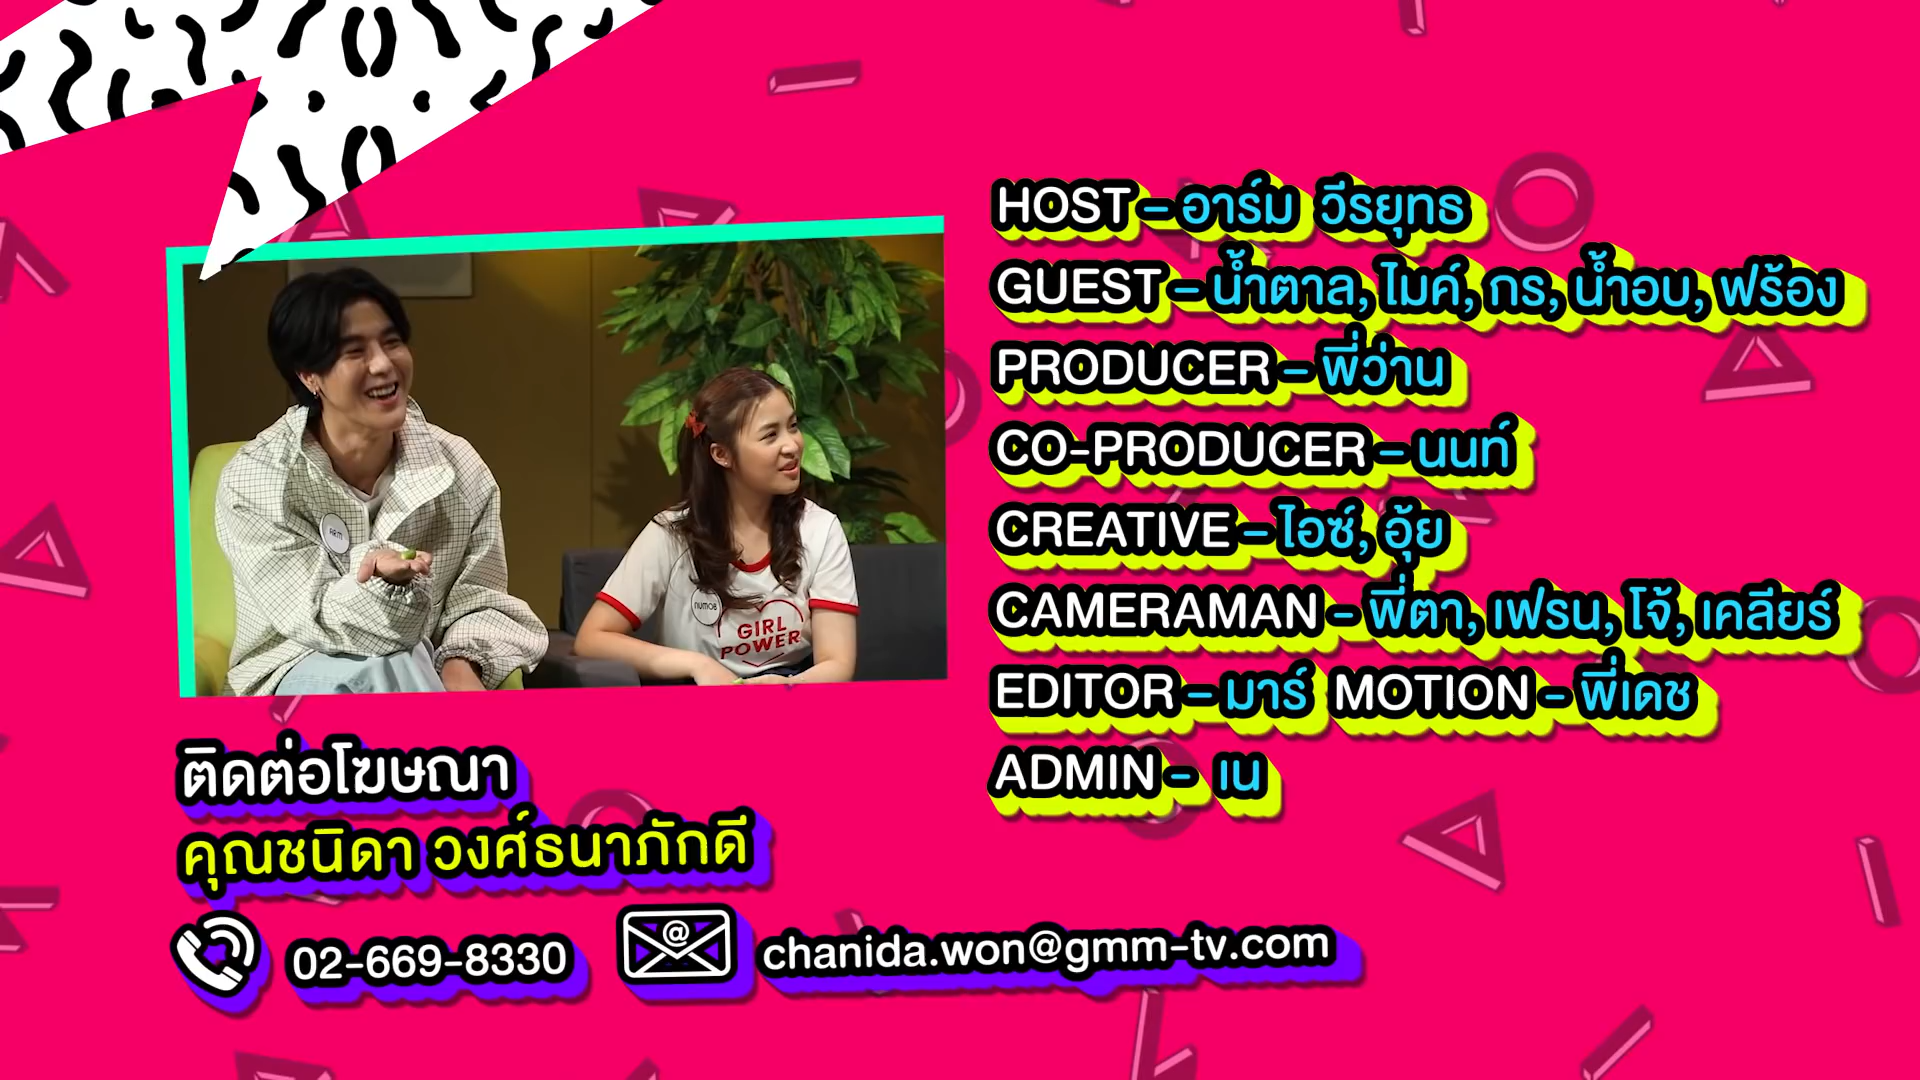 HOST – อาร์ม วีรยุทธ
GUEST – น้ำตาล, ไมค์, กร, น้ำอบ, ฟร้อง
PRODUCER – พี่ว่าน
CO-PRODUCER – นนท์
CREATIVE – ไอซ์, อุ้ย
CAMERAMAN – พี่ตา, เฟรน, โจ้, เคลียร์
EDITOR – มาร์ MOTION – พี่เดช
ADMIN – เน
ARM
NUMOB
GIRL
POWER
ติดต่อโฆษณา
คุณชนิดา วงศ์ธนาภักดี
02-669-8330
@
chanida.won@gmm-tv.com